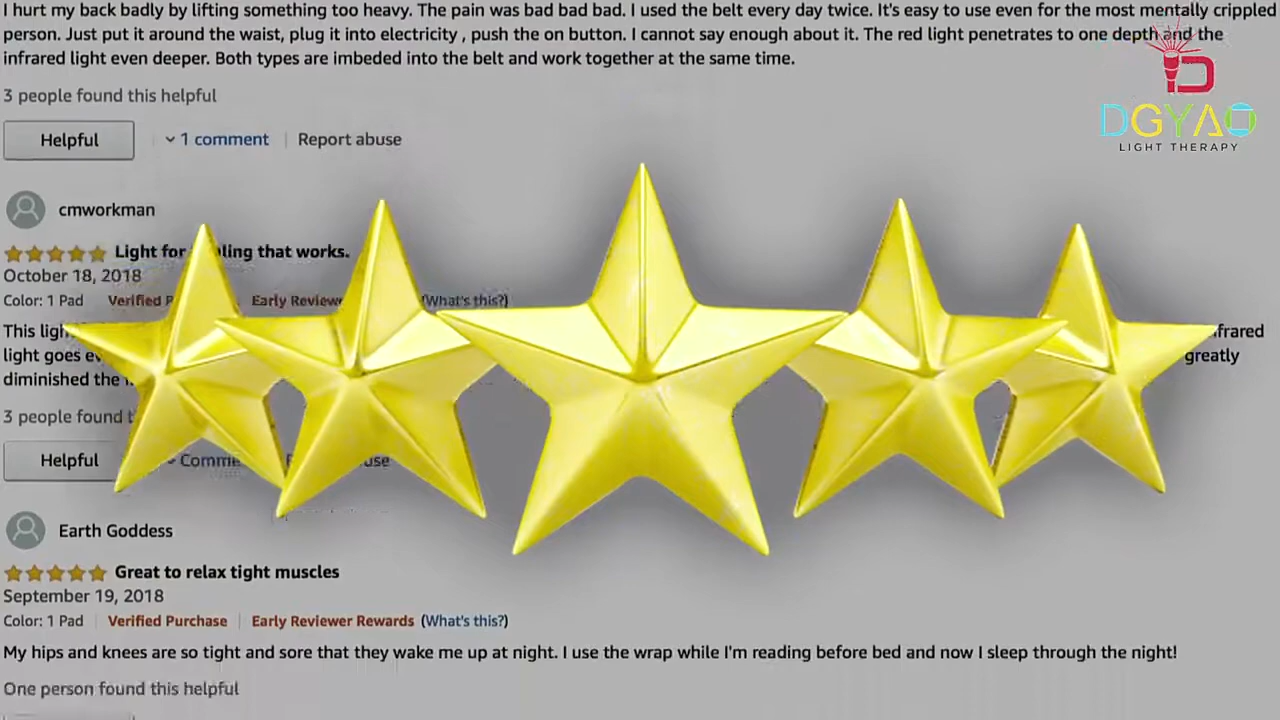 I hurt my back badly by lifting something too heavy. The pain was bad bad bad. I used the belt every day twice. It's easy to use even for the most mentally crippled
person. Just put it around the waist, plug it into electricity , push the on button. I cannot say enough about it. The red light penetrates to one depth and the
infrared light even deeper. Both types are imbeded into the belt and work together at the same time.
DGYAO
LIGHT THERAPY
3 people found this helpful
Helpful
1 comment
Report abuse
cmworkman
Light for ling that works.
October 18, 2018
Color: 1 Pad Verified Early Reviewe (What's this?)
This
light goes greatly
diminished the
3 people found
Helpful
Comme
Earth Goddess
Great to relax tight muscles
September 19, 2018
Color: 1 Pad Verified Purchase Early Reviewer Rewards (What's this?)
My hips and knees are so tight and sore that they wake me up at night. I use the wrap while I'm reading before bed and now I sleep through the night!
One person found this helpful